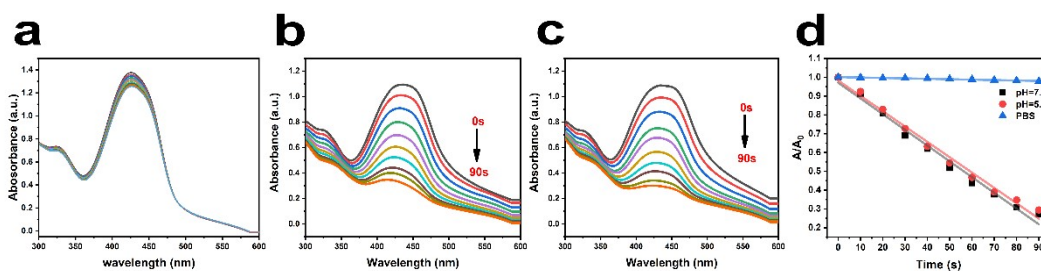 a
b
c
d
Absorbance (a.u.)
1.4
1.2
1.0
0.8
0.6
0.4
0.2
0.0
300 350 400 450 500 550 600
wavelength (nm)
Absorbance (a.u.)
1.2
1.0
0.8
0.6
0.4
0.2
0.0
0s
90s
300 350 400 450 500 550 600
Wavelength (nm)
Absorbance (a.u.)
1.2
1.0
0.8
0.6
0.4
0.2
0.0
0s
90s
300 350 400 450 500 550 600
Wavelength (nm)
A/A0
1.0
0.9
0.8
0.7
0.6
0.5
0.4
0.3
0.2
pH=7.
pH=5.
PBS
0 10 20 30 40 50 60 70 80 90
Time (s)